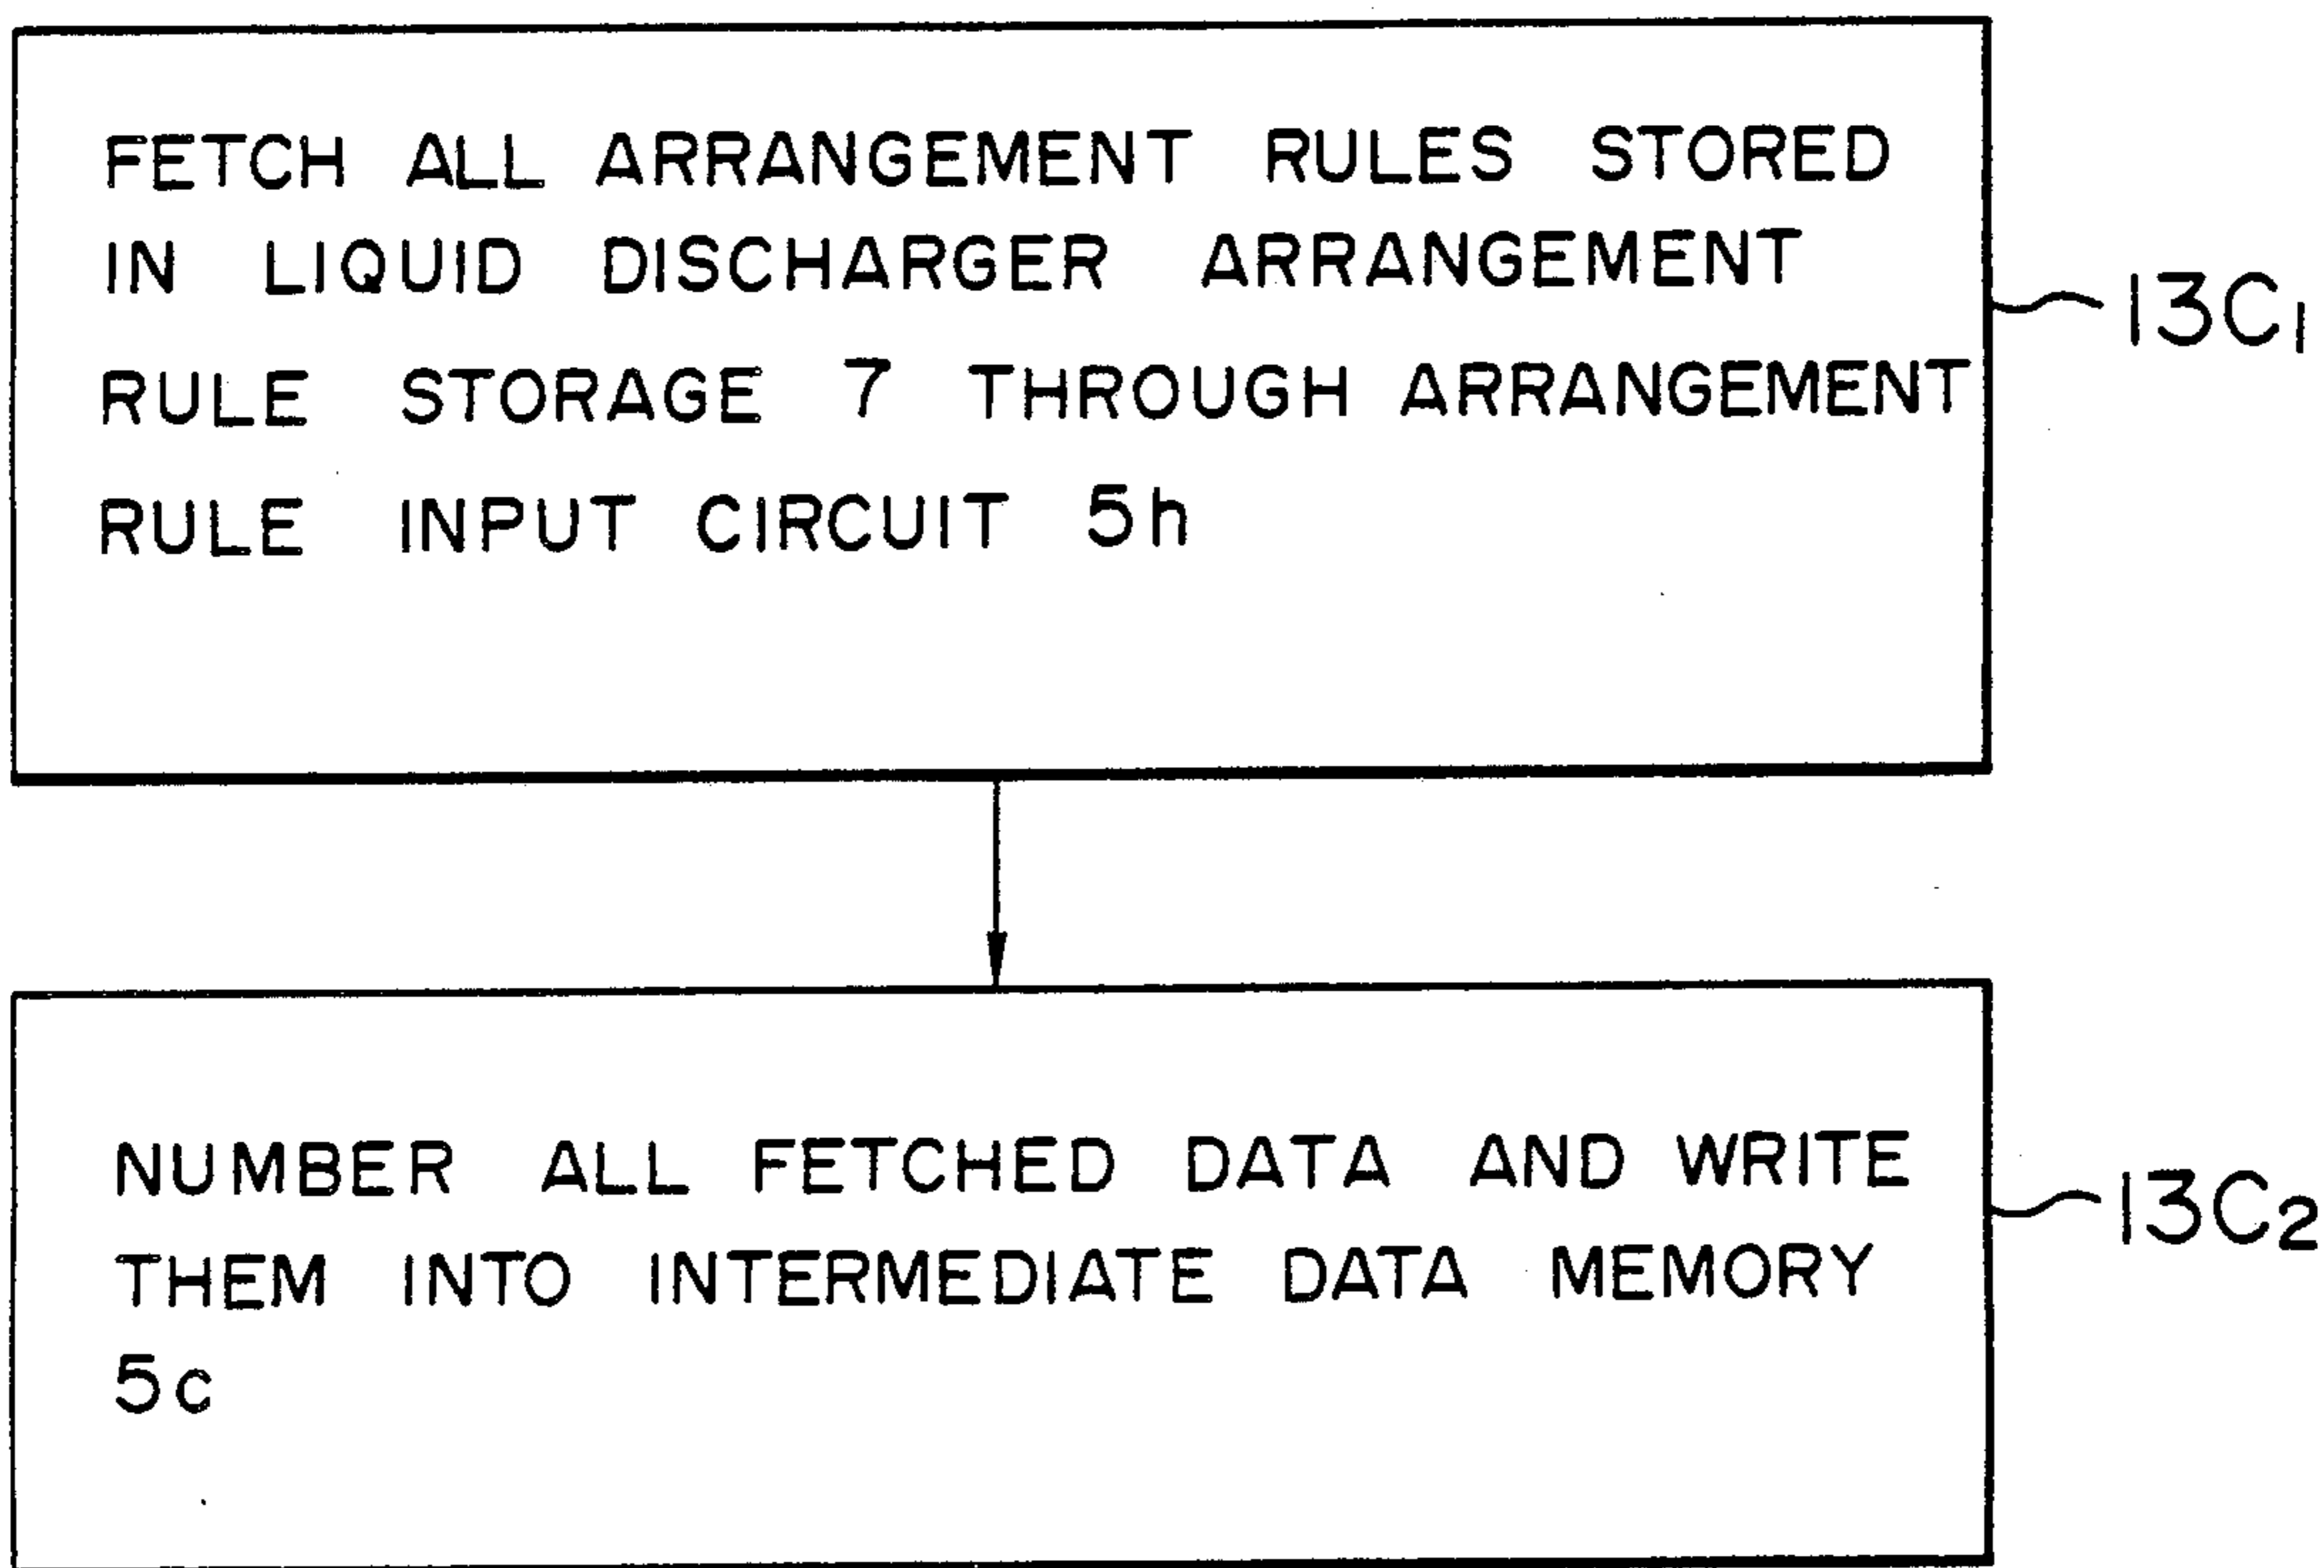 FETCH ALL ARRANGEMENT RULES STORED
IN LIQUID DISCHARGER ARRANGEMENT
RULE STORAGE 7 THROUGH ARRANGEMENT
RULE INPUT CIRCUIT 5h
13C₁
NUMBER ALL FETCHED DATA AND WRITE
THEM INTO INTERMEDIATE DATA MEMORY
5c
13C₂